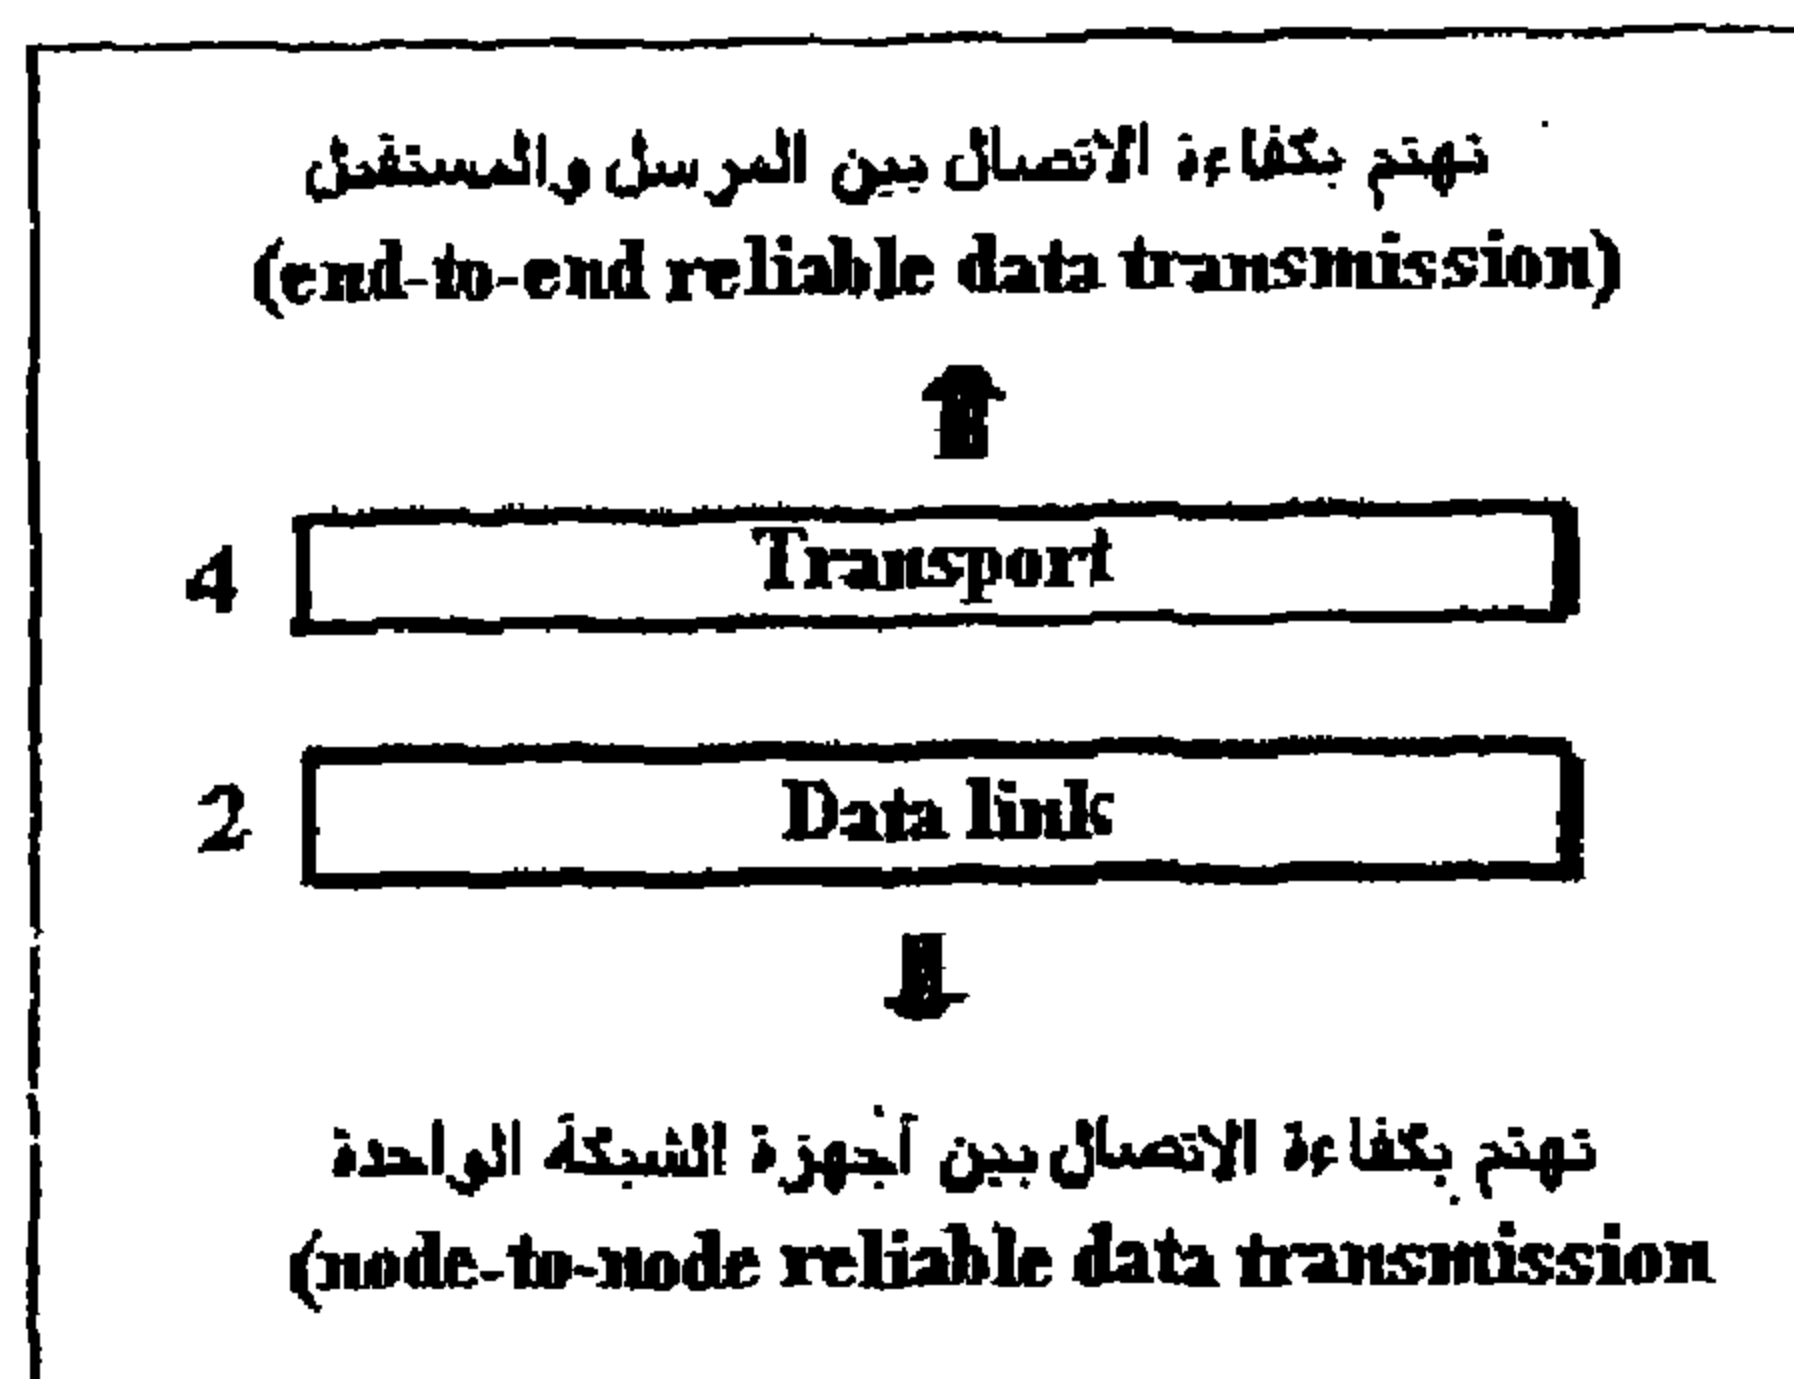 تهتم بكفاءة الاتصال بين المرسل والمستقبل
(end-to-end reliable data transmission)
4 Transport
2 Data link
تهتم بكفاءة الاتصال بين أجهزة الشبكة الواحدة
(node-to-node reliable data transmission